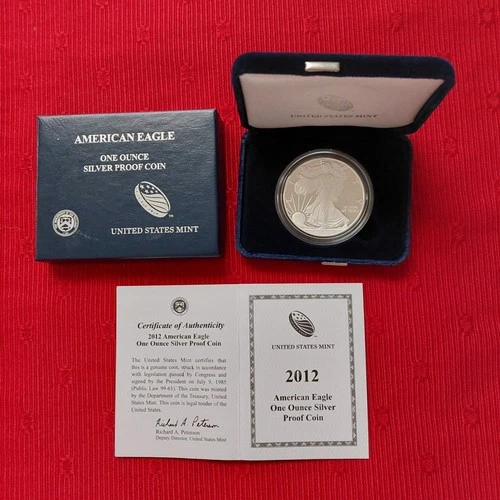 AMERICAN EAGLE
ONE OUNCE
SILVER PROOF COIN
UNITED STATES MINT
UNITED STATES MINT
Certificate of Authenticity
2012 American Eagle
One Ounce Silver Proof Coin
The United States Mint certifies that
this is a genuine coin, struck in accordance
with legislation passed by Congress and
signed by the President on July 9, 1985
(Public Law 99-61). This coin was minted
by the Department of the Treasury, United
States Mint. This coin is legal tender of the
United States.
Richard A. Peterson
Richard A. Peterson
Deputy Director, United States Mint
UNITED STATES MINT
2012
American Eagle
One Ounce Silver
Proof Coin